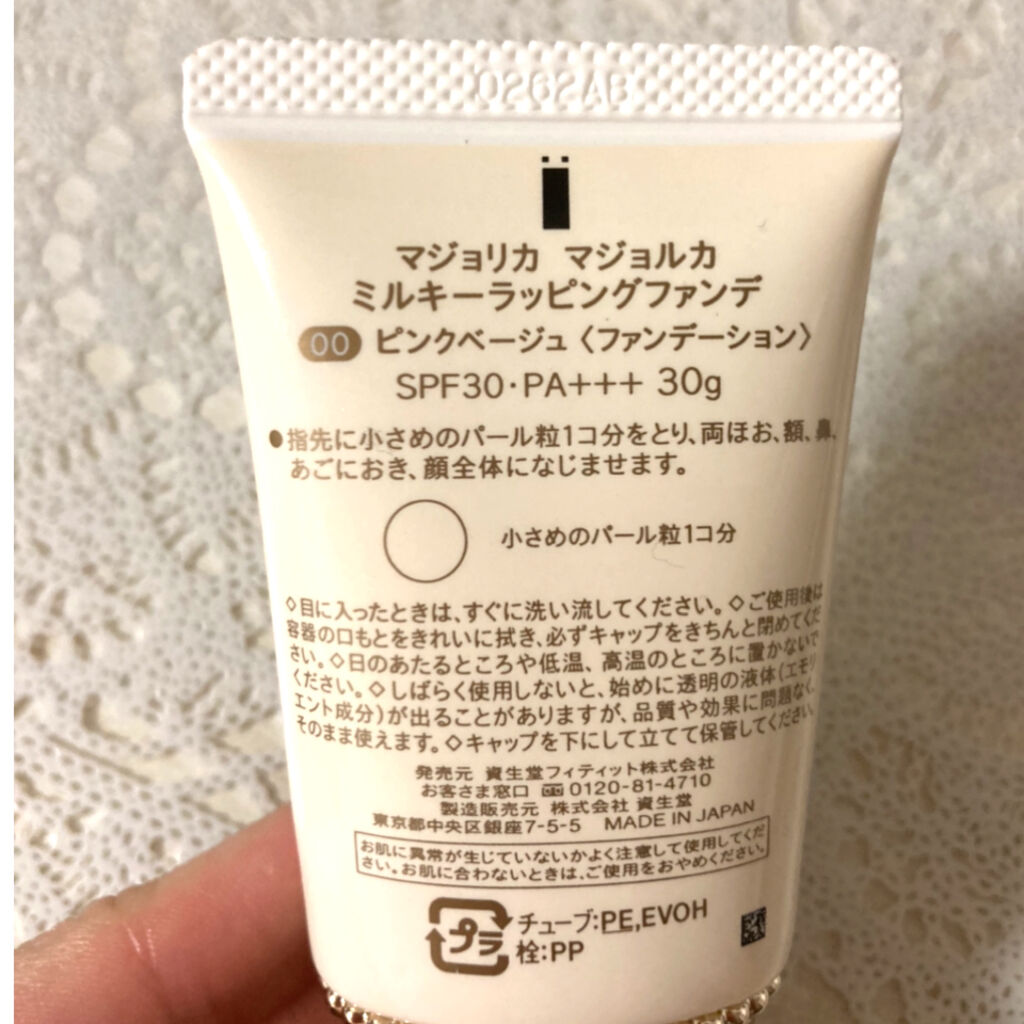 0262AB
マジョリカ マジョルカ
ミルキーラッピングファンデ
00 ピンクベージュ〈ファンデーション〉
SPF30・PA+++ 30g
●指先に小さめのパール粒1コ分をとり、両ほお、額、鼻、
あごにおき、顔全体になじませます。
小さめのパール粒1コ分
◇目に入ったときは、すぐに洗い流してください。◇ご使用後は
容器の口もとをきれいに拭き、必ずキャップをきちんと閉めてくだ
さい。◇日のあたるところや低温、高温のところに置かないで
ください。◇しばらく使用しないと、始めに透明の液体(エモリ
エント成分)が出ることがありますが、品質や効果に問題なく、
そのまま使えます。◇キャップを下にして立てて保管してください。
発売元 資生堂フィティット株式会社
お客さま窓口 0120-81-4710
製造販売元 株式会社 資生堂
東京都中央区銀座7-5-5 MADE IN JAPAN
お肌に異常が生じていないかよく注意して使用してくだ
さい。お肌に合わないときは、ご使用をおやめください。
プラ チューブ:PE,EVOH
栓:PP